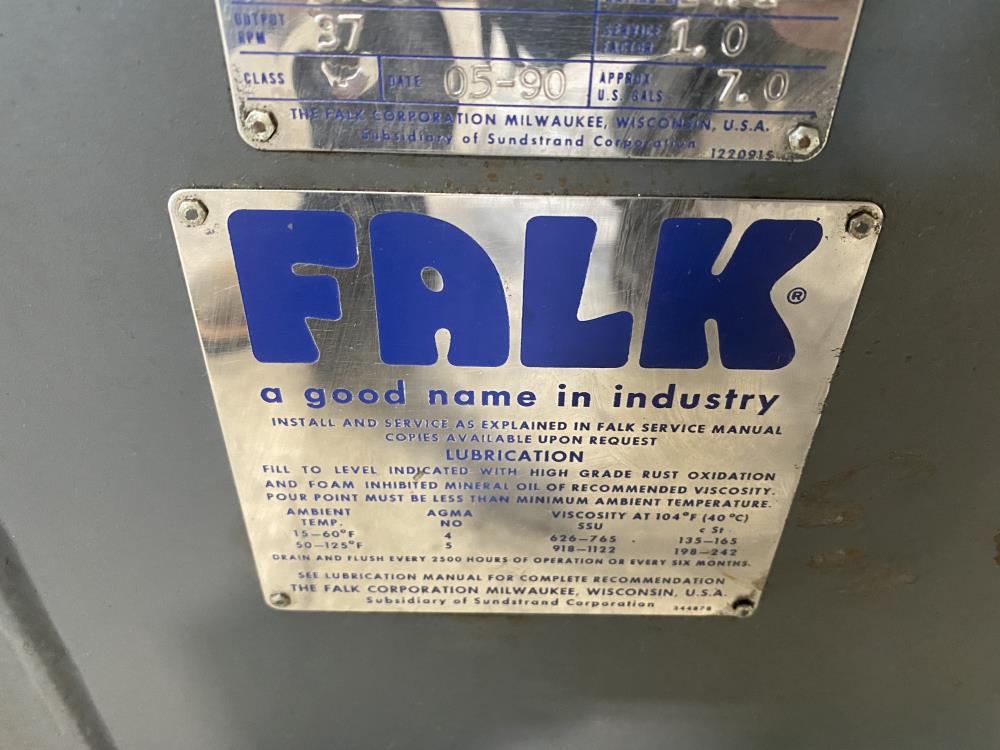 OUTPUT RPM 37 SERVICE FACTOR 1.0
CLASS DATE 05-90 APPROX U.S. GALS 7.0
THE FALK CORPORATION MILWAUKEE, WISCONSIN, U.S.A.
Subsidiary of Sundstrand Corporation 1220915
FALK®
a good name in industry
INSTALL AND SERVICE AS EXPLAINED IN FALK SERVICE MANUAL
COPIES AVAILABLE UPON REQUEST
LUBRICATION
FILL TO LEVEL INDICATED WITH HIGH GRADE RUST OXIDATION
AND FOAM INHIBITED MINERAL OIL OF RECOMMENDED VISCOSITY.
POUR POINT MUST BE LESS THAN MINIMUM AMBIENT TEMPERATURE.
AMBIENT AGMA VISCOSITY AT 104°F (40°C)
TEMP. NO SSU c St.
15-60°F 4 626-765 135-165
50-125°F 5 918-1122 198-242
DRAIN AND FLUSH EVERY 2500 HOURS OF OPERATION OR EVERY SIX MONTHS.
SEE LUBRICATION MANUAL FOR COMPLETE RECOMMENDATION
THE FALK CORPORATION MILWAUKEE, WISCONSIN, U.S.A.
Subsidiary of Sundstrand Corporation